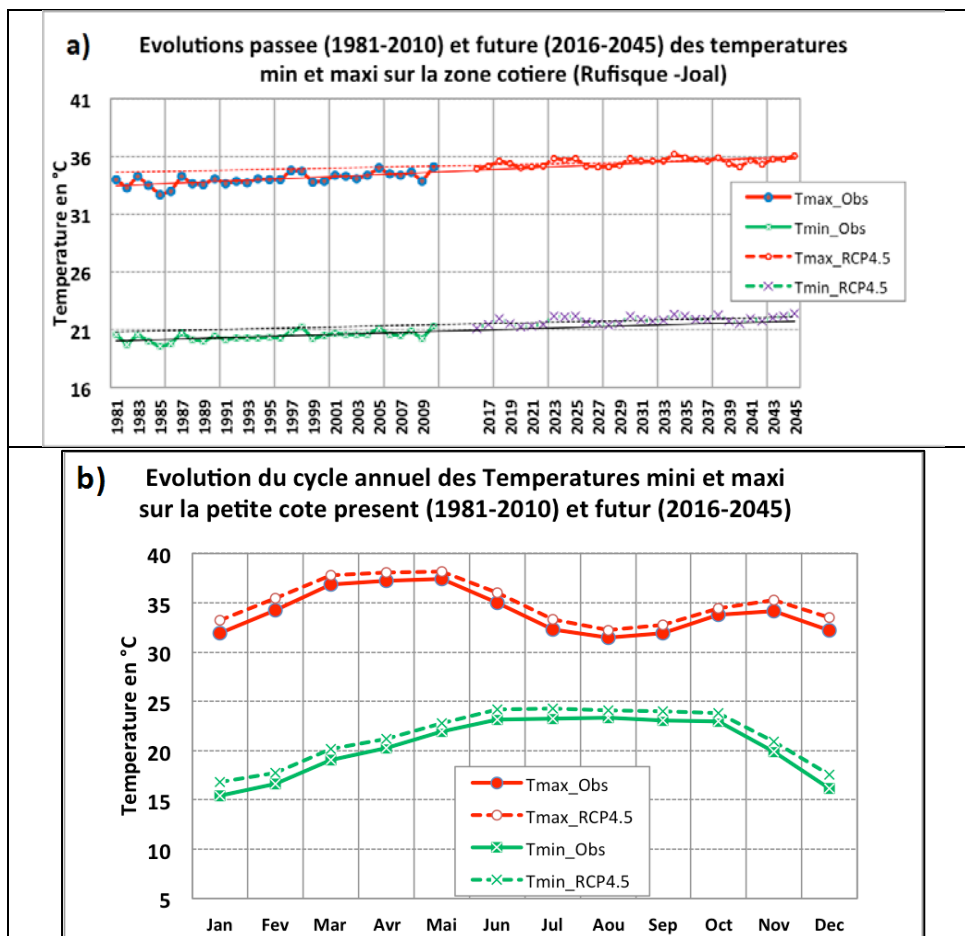 a)
Evolutions passee (1981-2010) et future (2016-2045) des temperatures
min et maxi sur la zone cotiere (Rufisque -Joal)
Temperature en °C
41
36
31
26
21
16
Tmax_Obs
Tmin_Obs
Tmax_RCP4.5
Tmin_RCP4.5
1981 1983 1985 1987 1989 1991 1993 1995 1997 1999 2001 2003 2005 2007 2009 2017 2019 2021 2023 2025 2027 2029 2031 2033 2035 2037 2039 2041 2043 2045
b)
Evolution du cycle annuel des Temperatures mini et maxi
sur la petite cote present (1981-2010) et futur (2016-2045)
Temperature en °C
40
35
30
25
20
15
10
5
Tmax_Obs
Tmax_RCP4.5
Tmin_Obs
Tmin_RCP4.5
Jan Fev Mar Avr Mai Jun Jul Aou Sep Oct Nov Dec